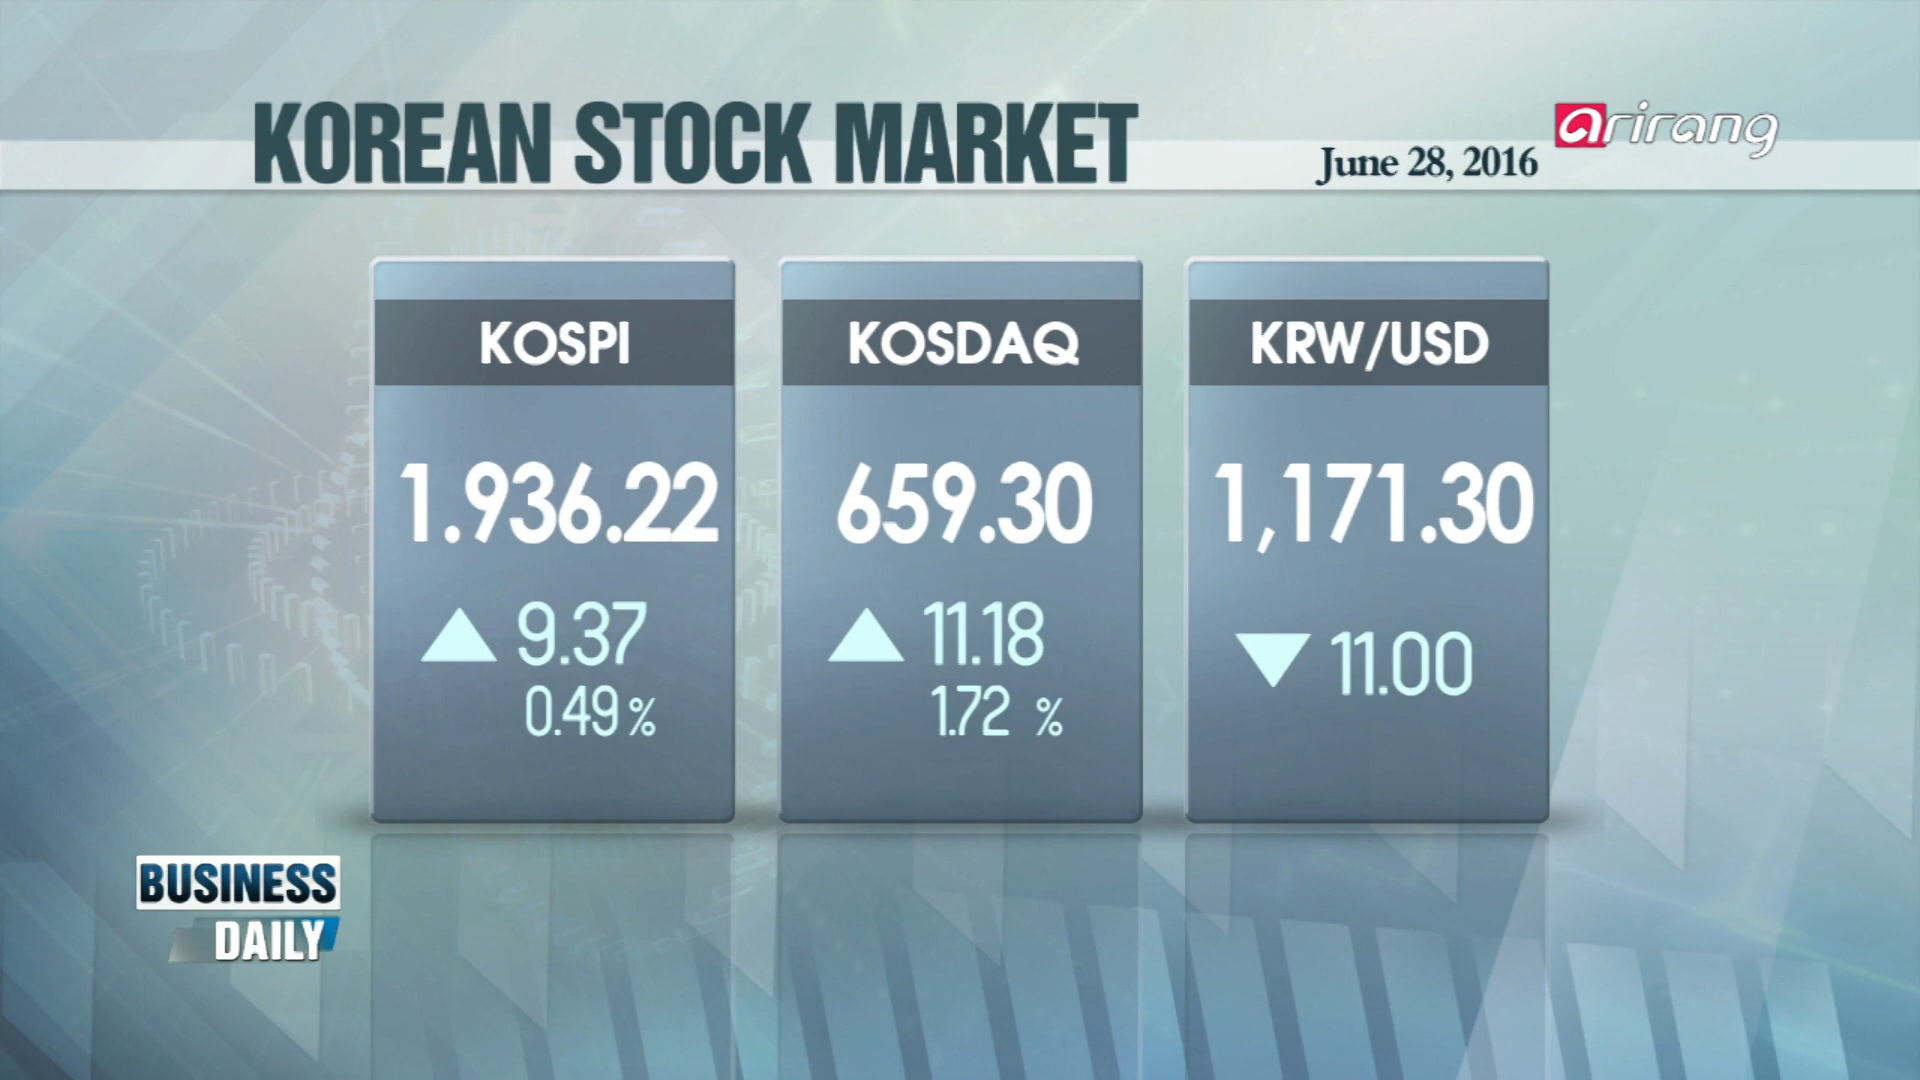 KOREAN STOCK MARKET
June 28, 2016
arirang
KOSPI
1.936.22
▲ 9.37
0.49%
KOSDAQ
659.30
▲ 11.18
1.72 %
KRW/USD
1,171.30
▼ 11.00
BUSINESS
DAILY